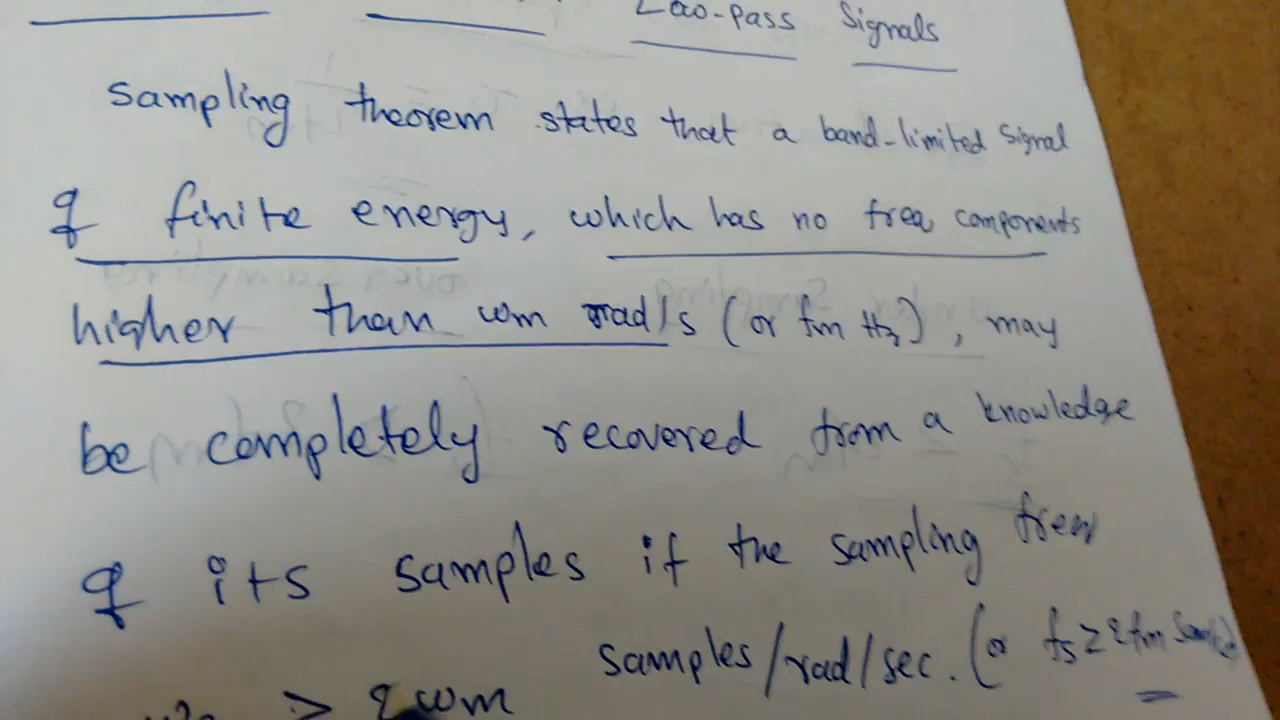 Low-pass Signals
Sampling theorem states that a band-limited signal
of finite energy, which has no freq components
higher than ωm rad/s (or fm Hz), may
be completely recovered from a knowledge
of its samples if the sampling freq
samples/rad/sec. (or fs ≥ 2fm
> 2ωm